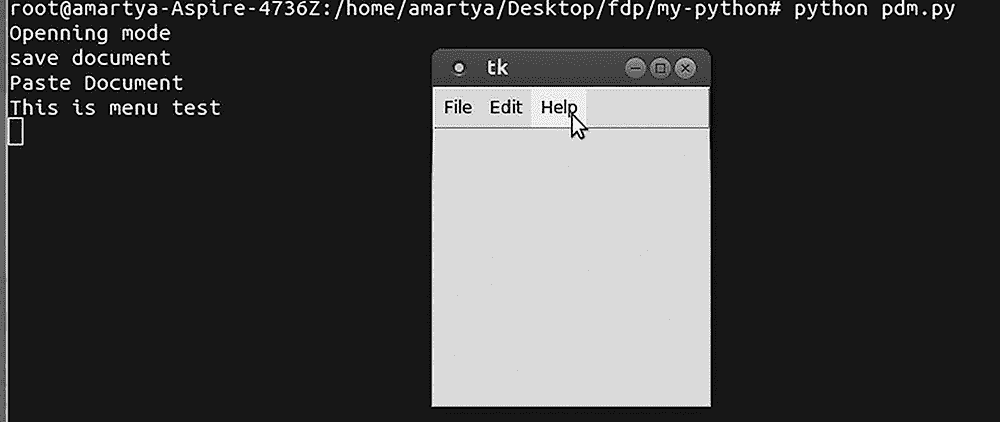 root@amartya-Aspire-4736Z:/home/amartya/Desktop/fdp/my-python# python pdm.py
Openning mode
save document
Paste Document
This is menu test
tk
File Edit Help